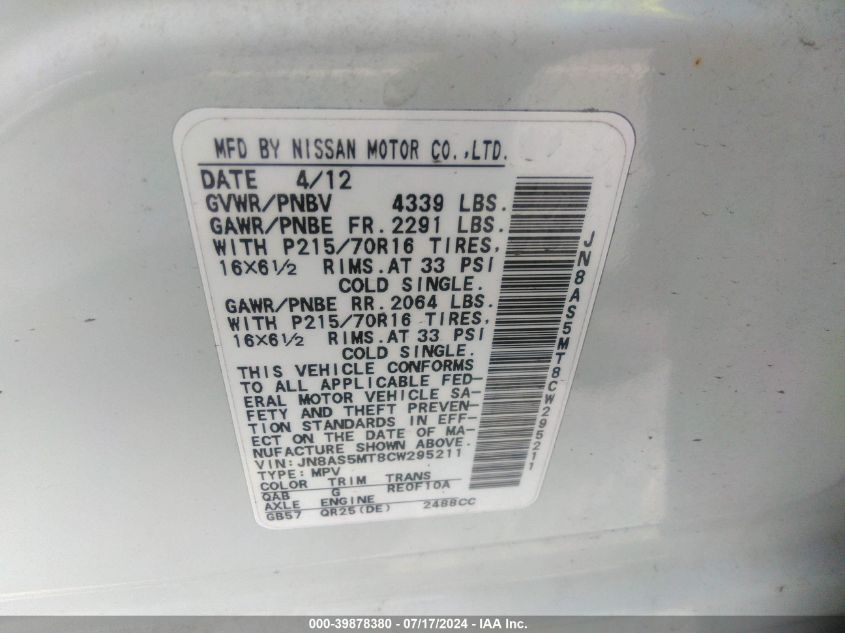 MFD BY NISSAN MOTOR CO.,LTD.
DATE 4/12
GVWR/PNBV 4339 LBS.
GAWR/PNBE FR.2291 LBS.
WITH P215/70R16 TIRES,
16X6½ RIMS.AT 33 PSI
COLD SINGLE.
GAWR/PNBE RR.2064 LBS.
WITH P215/70R16 TIRES,
16X6½ RIMS.AT 33 PSI
COLD SINGLE.
THIS VEHICLE CONFORMS
TO ALL APPLICABLE FED-
ERAL MOTOR VEHICLE SA-
FETY AND THEFT PREVEN-
TION STANDARDS IN EFF-
ECT ON THE DATE OF MA-
NUFACTURE SHOWN ABOVE.
VIN:JN8AS5MT8CW295211
TYPE:MPV
COLOR TRIM TRANS
QAB G RE0F10A
AXLE ENGINE
GB57 QR25(DE) 2488CC
JN8AS5MT8CW295211
000-39878380 - 07/17/2024 - IAA Inc.